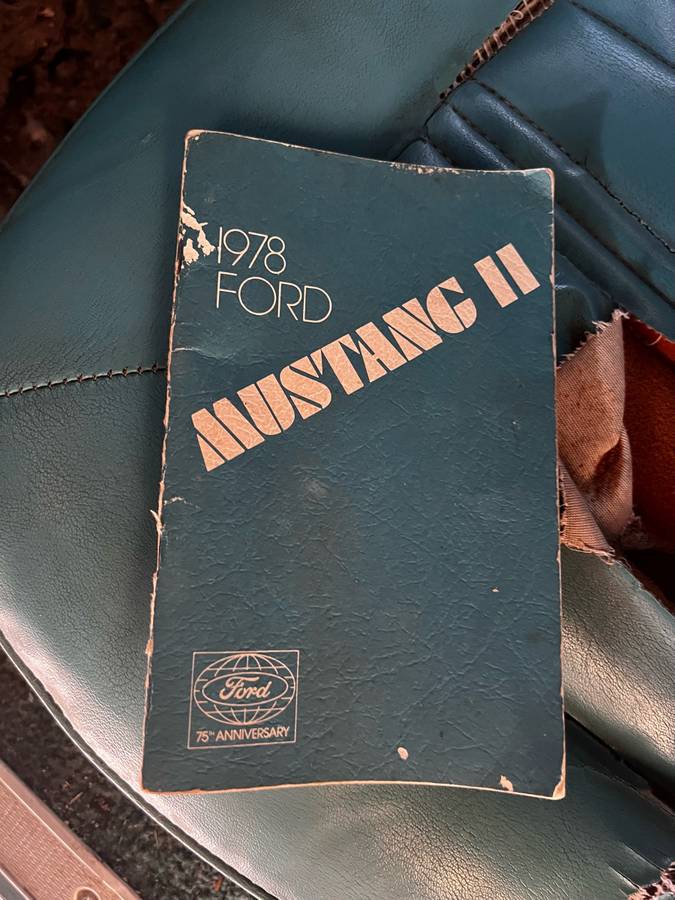 1978
FORD
MUSTANG II
Ford
75TH ANNIVERSARY